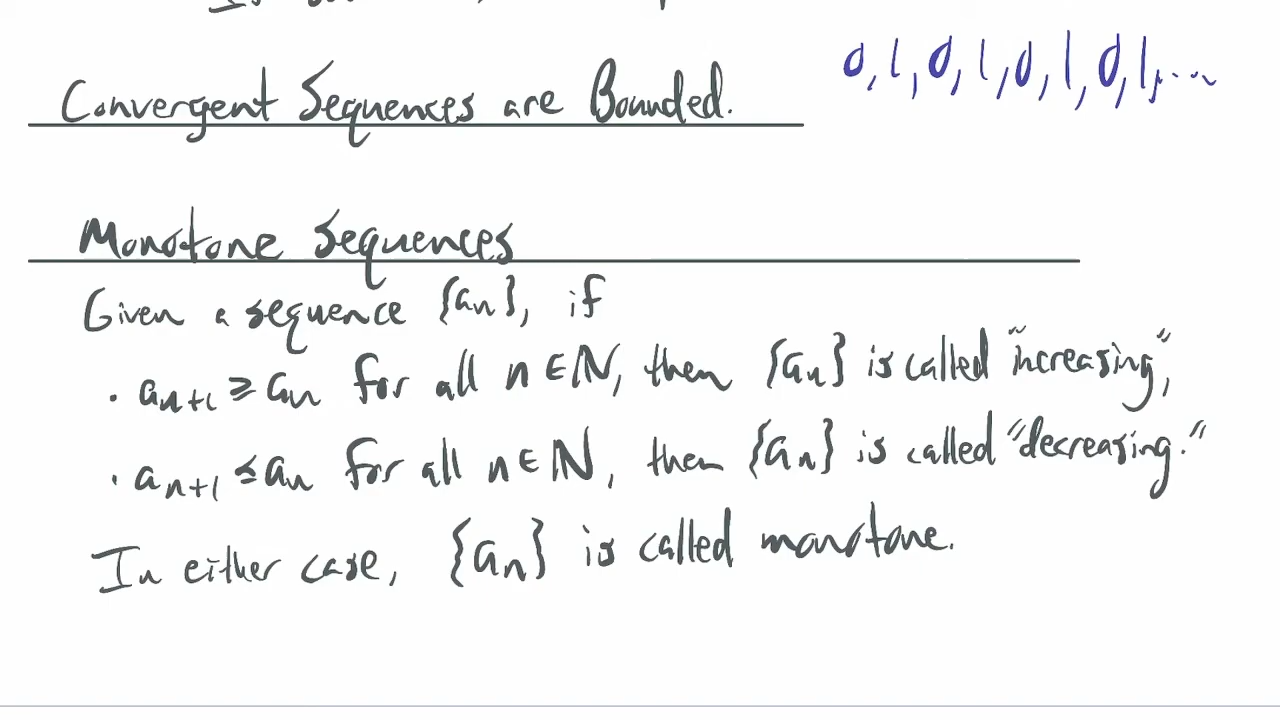 0, 1, 0, 1, 0, 1, 0, 1, ...
Convergent Sequences are Bounded.
Monotone Sequences
Given a sequence {aₙ}, if
• aₙ₊₁ ≥ aₙ for all n ∈ ℕ, then {aₙ} is called "increasing",
• aₙ₊₁ ≤ aₙ for all n ∈ ℕ, then {aₙ} is called "decreasing."
In either case, {aₙ} is called monotone.